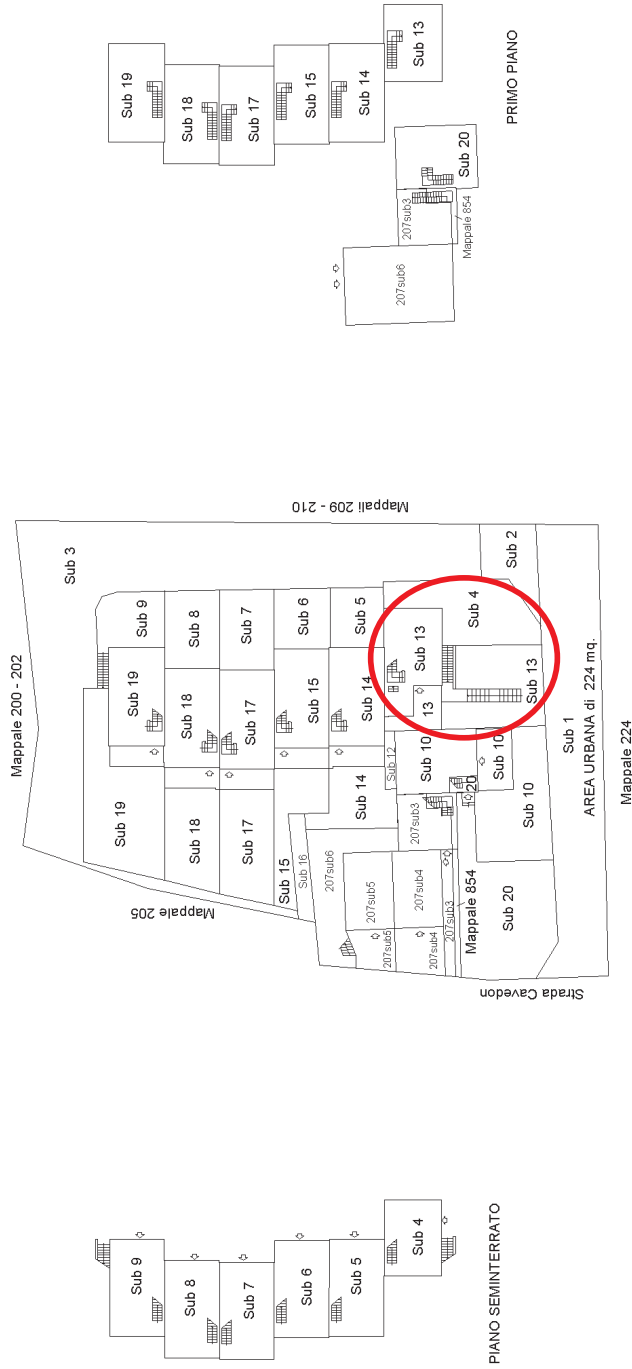 Sub 19
Sub 18
Sub 17
Sub 15
Sub 14
Sub 13
Sub 20
207sub3
Mappale 854
207sub6
PRIMO PIANO
Mappale 200 - 202
Mappali 209 - 210
Sub 3
Sub 9
Sub 8
Sub 7
Sub 6
Sub 5
Sub 4
Sub 2
Sub 19
Sub 18
Sub 17
Sub 15
Sub 14
Sub 13
13
Sub 13
Sub 12
Sub 10
Sub 10
Sub 10
20
Sub 1
AREA URBANA di 224 mq.
Mappale 224
Sub 19
Sub 18
Sub 17
Sub 14
Sub 15
Sub 16
Mappale 205
207sub6
207sub5
207sub4
207sub3
207sub5
207sub4
207sub3
Mappale 854
Sub 20
Strada Cavedon
Sub 9
Sub 8
Sub 7
Sub 6
Sub 5
Sub 4
PIANO SEMINTERRATO